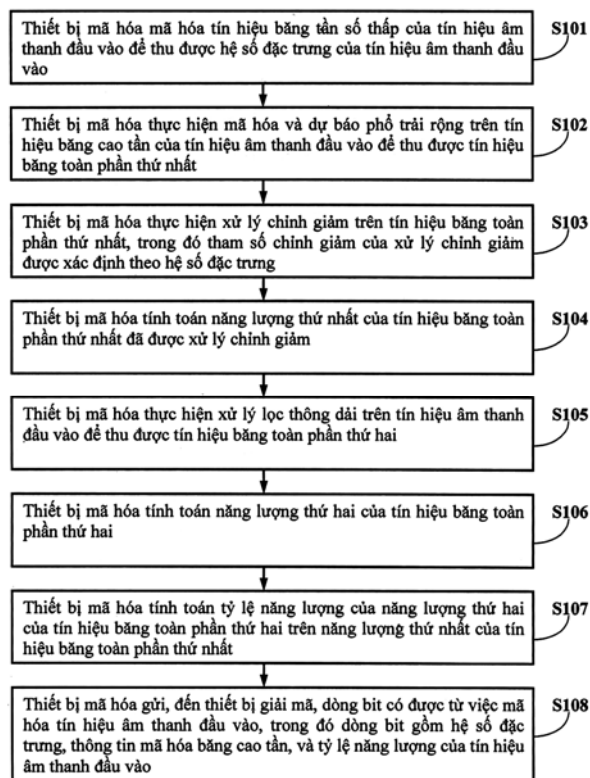 Thiết bị mã hóa mã hóa tín hiệu băng tần số thấp của tín hiệu âm
thanh đầu vào để thu được hệ số đặc trưng của tín hiệu âm thanh đầu
vào
S101
Thiết bị mã hóa thực hiện mã hóa và dự báo phổ trải rộng trên tín
hiệu băng cao tần của tín hiệu âm thanh đầu vào để thu được tín hiệu
băng toàn phần thứ nhất
S102
Thiết bị mã hóa thực hiện xử lý chỉnh giảm trên tín hiệu băng toàn
phần thứ nhất, trong đó tham số chỉnh giảm của xử lý chỉnh giảm
được xác định theo hệ số đặc trưng
S103
Thiết bị mã hóa tính toán năng lượng thứ nhất của tín hiệu băng toàn
phần thứ nhất đã được xử lý chỉnh giảm
S104
Thiết bị mã hóa thực hiện xử lý lọc thông dải trên tín hiệu âm thanh
đầu vào để thu được tín hiệu băng toàn phần thứ hai
S105
Thiết bị mã hóa tính toán năng lượng thứ hai của tín hiệu băng toàn
phần thứ hai
S106
Thiết bị mã hóa tính toán tỷ lệ năng lượng của năng lượng thứ hai
của tín hiệu băng toàn phần thứ hai trên năng lượng thứ nhất của tín
hiệu băng toàn phần thứ nhất
S107
Thiết bị mã hóa gửi, đến thiết bị giải mã, dòng bit có được từ việc mã
hóa tín hiệu âm thanh đầu vào, trong đó dòng bit gồm hệ số đặc
trưng, thông tin mã hóa băng cao tần, và tỷ lệ năng lượng của tín hiệu
âm thanh đầu vào
S108